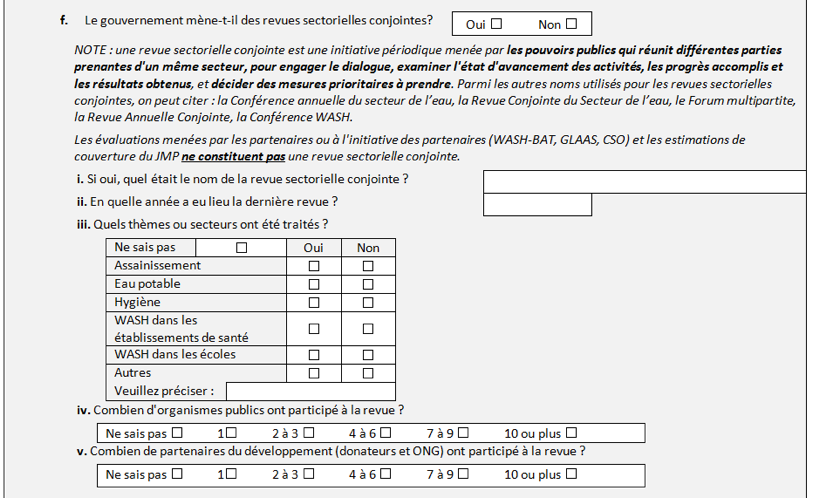 f. Le gouvernement mène-t-il des revues sectorielles conjointes? Oui ☐ Non ☐
NOTE : une revue sectorielle conjointe est une initiative périodique menée par les pouvoirs publics qui réunit différentes parties
prenantes d'un même secteur, pour engager le dialogue, examiner l'état d'avancement des activités, les progrès accomplis et
les résultats obtenus, et décider des mesures prioritaires à prendre. Parmi les autres noms utilisés pour les revues sectorielles
conjointes, on peut citer : la Conférence annuelle du secteur de l'eau, la Revue Conjointe du Secteur de l'eau, le Forum multipartite,
la Revue Annuelle Conjointe, la Conférence WASH.
Les évaluations menées par les partenaires ou à l'initiative des partenaires (WASH-BAT, GLAAS, CSO) et les estimations de
couverture du JMP ne constituent pas une revue sectorielle conjointe.
i. Si oui, quel était le nom de la revue sectorielle conjointe ?
ii. En quelle année a eu lieu la dernière revue ?
iii. Quels thèmes ou secteurs ont été traités ?
Ne sais pas ☐ Oui Non
Assainissement ☐ ☐
Eau potable ☐ ☐
Hygiène ☐ ☐
WASH dans les
établissements de santé ☐ ☐
WASH dans les écoles ☐ ☐
Autres ☐ ☐
Veuillez préciser :
iv. Combien d'organismes publics ont participé à la revue ?
Ne sais pas ☐ 1☐ 2 à 3 ☐ 4 à 6 ☐ 7 à 9 ☐ 10 ou plus ☐
v. Combien de partenaires du développement (donateurs et ONG) ont participé à la revue ?
Ne sais pas ☐ 1☐ 2 à 3 ☐ 4 à 6 ☐ 7 à 9 ☐ 10 ou plus ☐